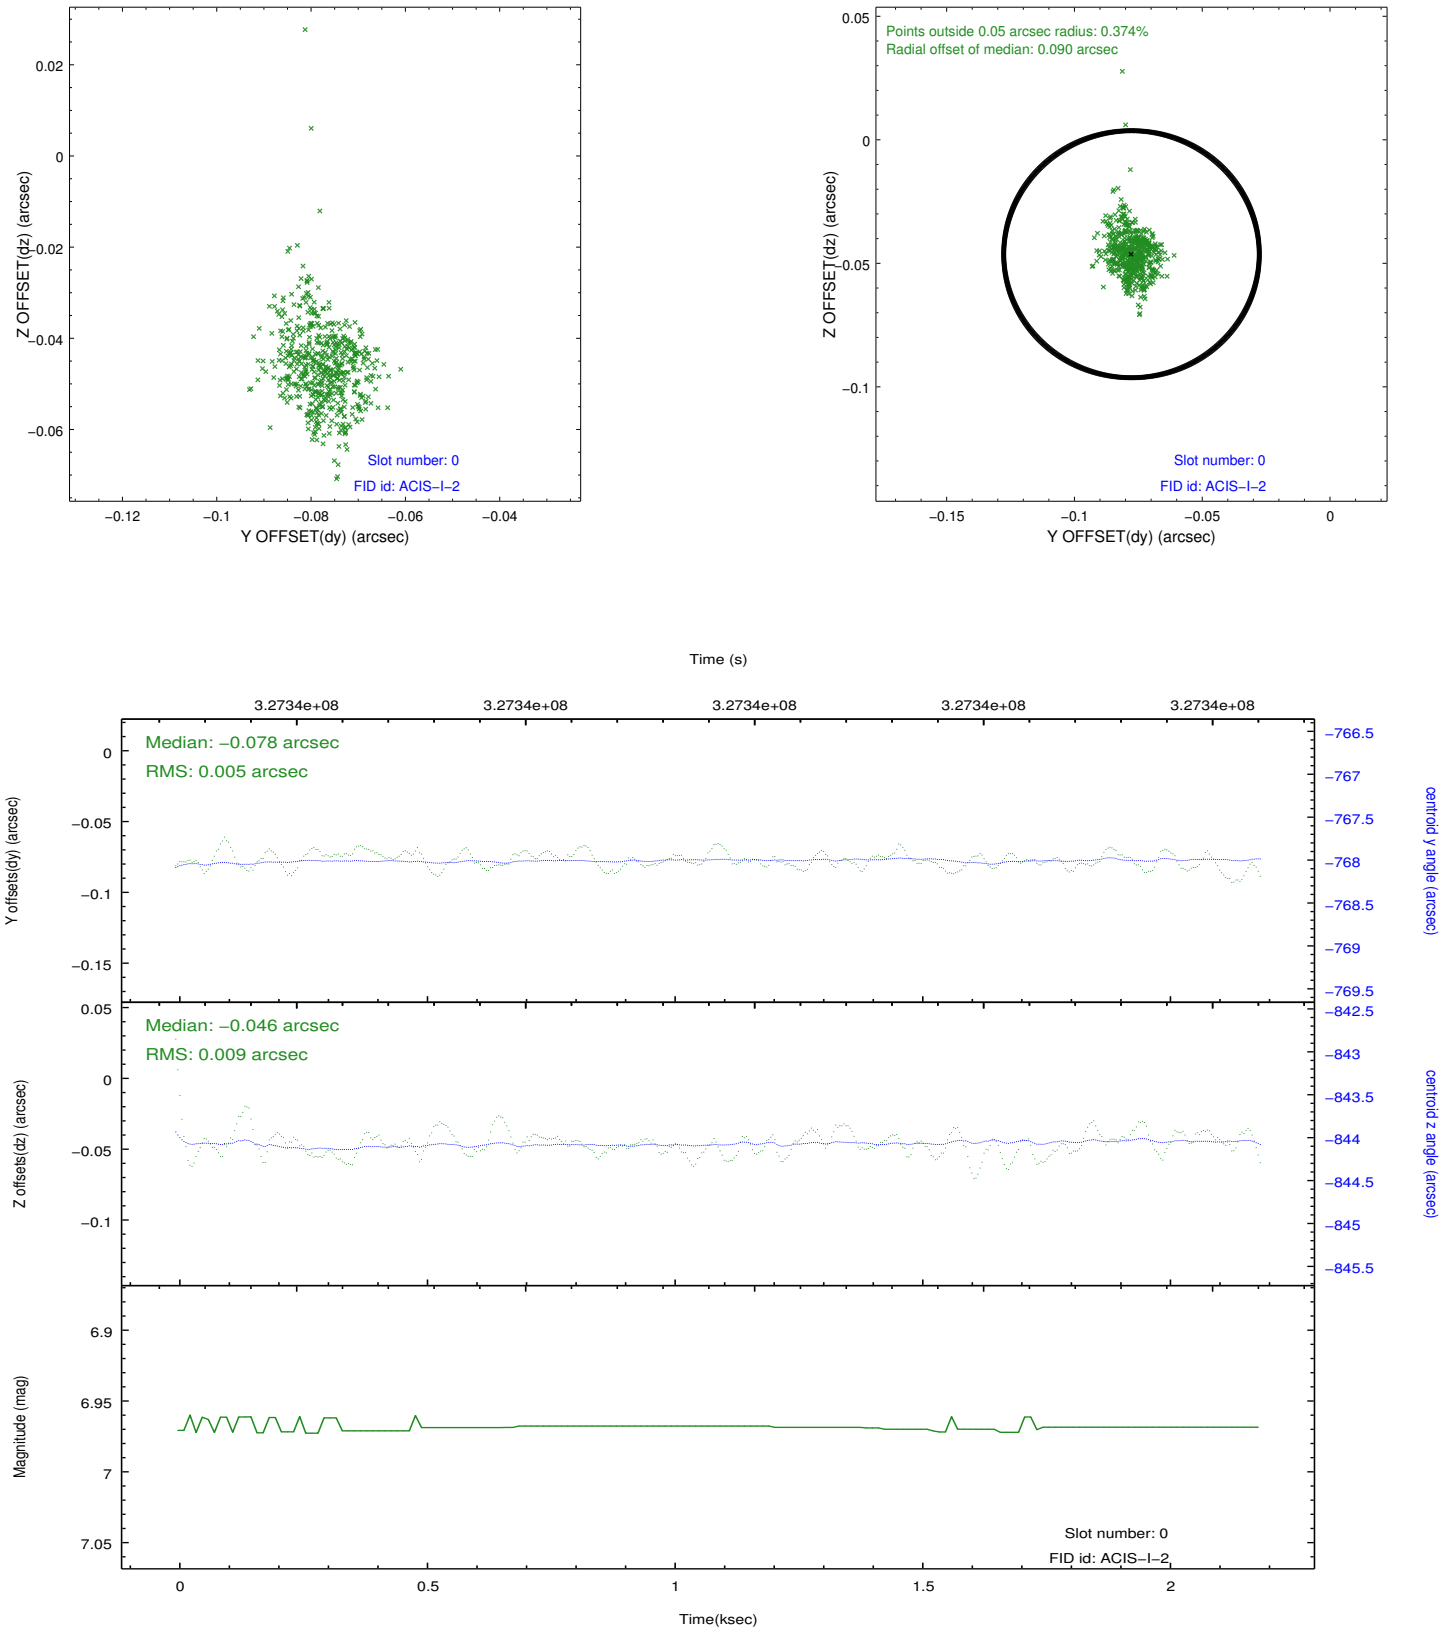 0.02
0
−0.02
−0.04
−0.06
Z OFFSET(dz) (arcsec)
Slot number: 0
FID id: ACIS−I−2
−0.12
−0.1
−0.08
−0.06
−0.04
Y OFFSET(dy) (arcsec)
0.05
0
−0.05
−0.1
Z OFFSET(dz) (arcsec)
Points outside 0.05 arcsec radius: 0.374%
Radial offset of median: 0.090 arcsec
Slot number: 0
FID id: ACIS−I−2
−0.15
−0.1
−0.05
0
Y OFFSET(dy) (arcsec)
Time (s)
3.2734e+08
3.2734e+08
3.2734e+08
3.2734e+08
3.2734e+08
Median: −0.078 arcsec
RMS: 0.005 arcsec
0
−0.05
−0.1
−0.15
Y offsets(dy) (arcsec)
−766.5
−767
−767.5
−768
−768.5
−769
−769.5
centroid y angle (arcsec)
Median: −0.046 arcsec
RMS: 0.009 arcsec
0.05
0
−0.05
−0.1
Z offsets(dz) (arcsec)
−842.5
−843
−843.5
−844
−844.5
−845
−845.5
centroid z angle (arcsec)
6.9
6.95
7
7.05
Magnitude (mag)
Slot number: 0
FID id: ACIS−I−2
0
0.5
1
1.5
2
Time(ksec)